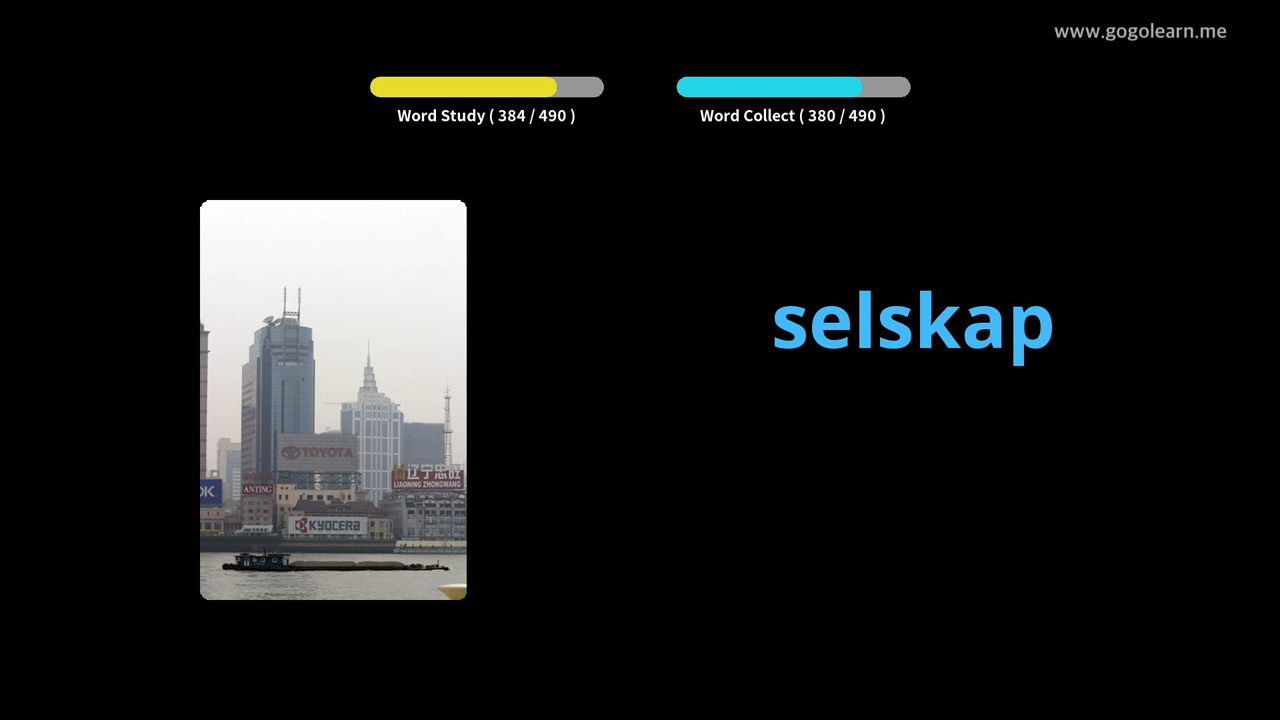 www.gogolearn.me
Word Study ( 384 / 490 )
Word Collect ( 380 / 490 )
selskap
TOYOTA
辽宁忠旺
LIAONING ZHONGWANG
OK
ANTING
KYOCERA